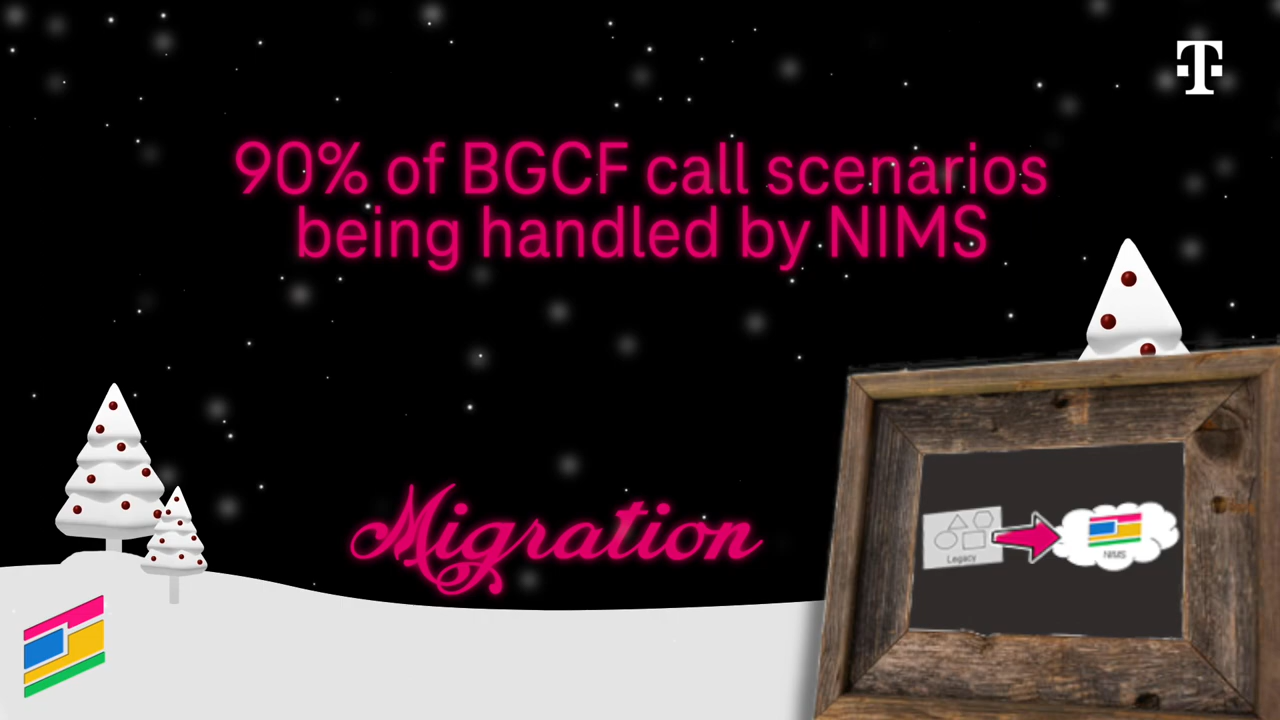 90% of BGCF call scenarios
being handled by NIMS
Migration
Legacy
NIMS